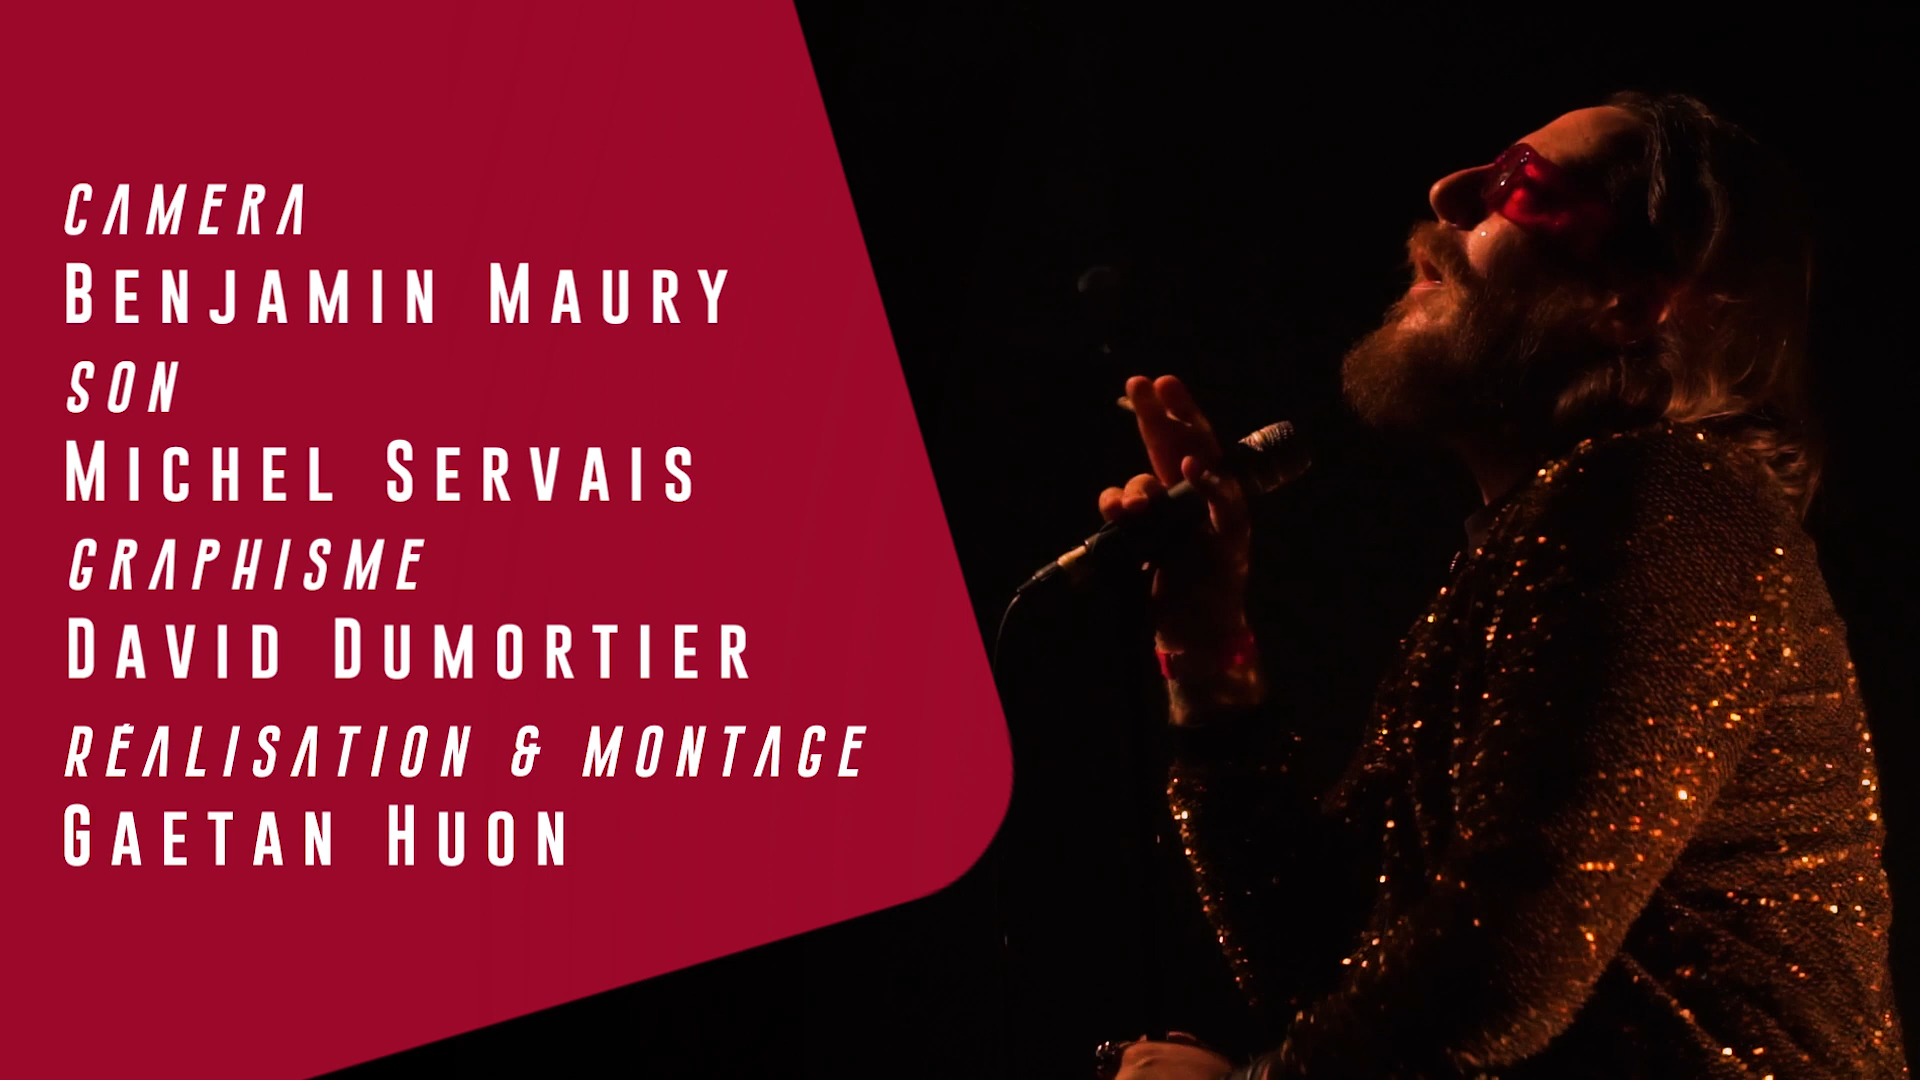 CAMERA
BENJAMIN MAURY
SON
MICHEL SERVAIS
GRAPHISME
DAVID DUMORTIER
RÉALISATION & MONTAGE
GAETAN HUON